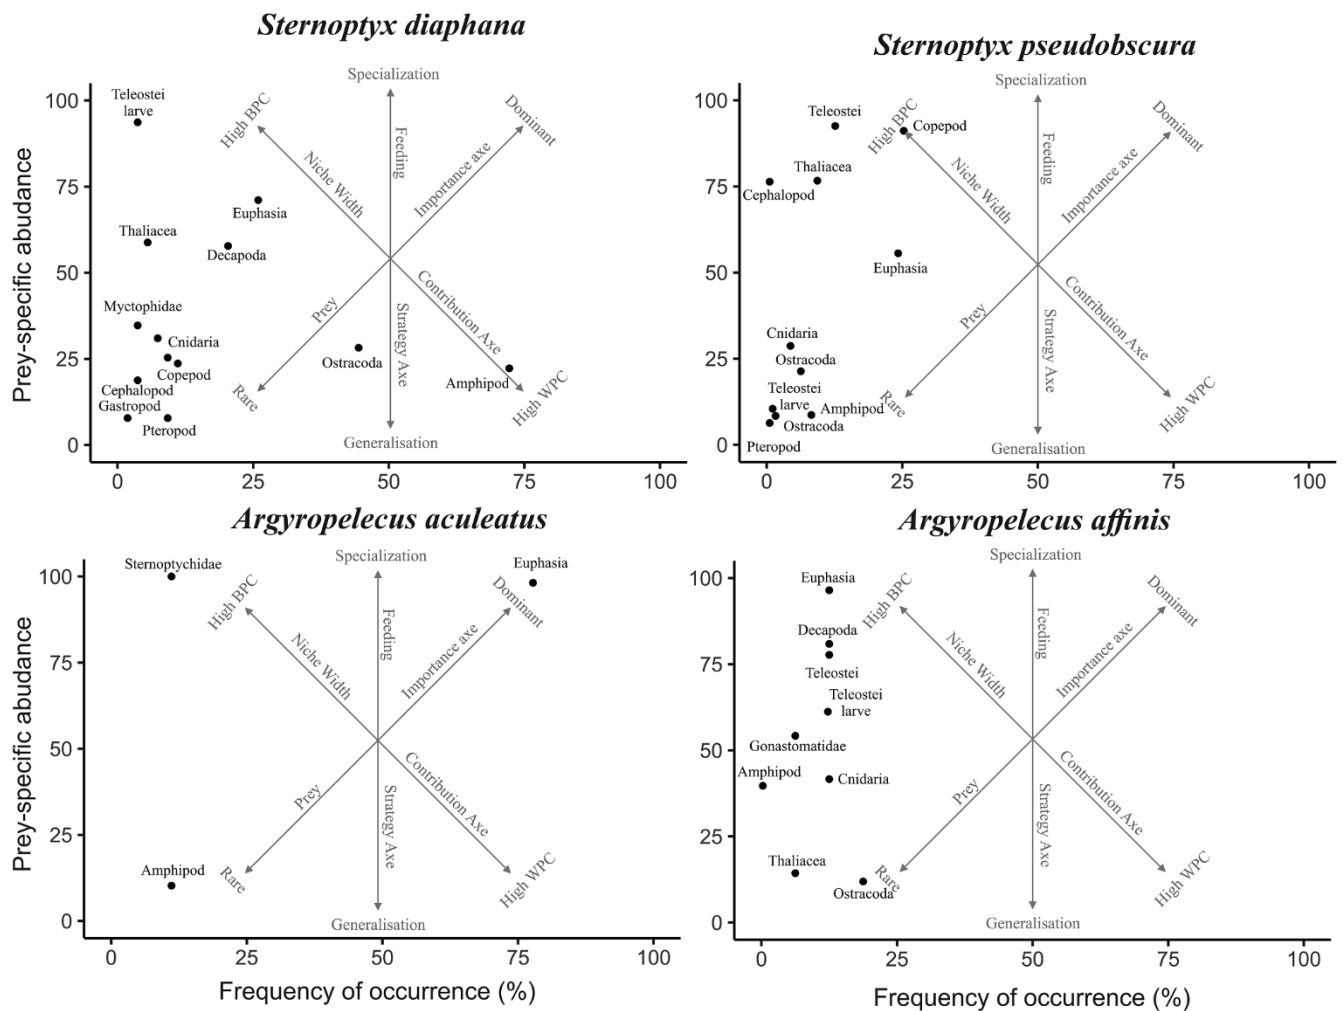 Sternoptyx diaphana
Prey-specific abudance
100
75
50
25
0
0
25
50
75
100
Specialization
Feeding
Strategy Axe
Generalisation
High BPC
Niche Width
Contribution Axe
High WPC
Dominant
Importance axe
Prey
Rare
Teleostei
larve
Euphasia
Thaliacea
Decapoda
Myctophidae
Cnidaria
Copepod
Cephalopod
Gastropod
Pteropod
Ostracoda
Amphipod
Sternoptyx pseudobscura
100
75
50
25
0
0
25
50
75
100
Specialization
Feeding
Strategy Axe
Generalisation
High BPC
Niche Width
Contribution Axe
High WPC
Dominant
Importance axe
Prey
Rare
Teleostei
Copepod
Thaliacea
Cephalopod
Euphasia
Cnidaria
Ostracoda
Teleostei
larve
Amphipod
Ostracoda
Pteropod
Argyropelecus aculeatus
Prey-specific abudance
100
75
50
25
0
0
25
50
75
100
Frequency of occurrence (%)
Specialization
Feeding
Strategy Axe
Generalisation
High BPC
Niche Width
Contribution Axe
High WPC
Dominant
Importance axe
Prey
Rare
Sternoptychidae
Euphasia
Amphipod
Argyropelecus affinis
100
75
50
25
0
0
25
50
75
100
Frequency of occurrence (%)
Specialization
Feeding
Strategy Axe
Generalisation
High BPC
Niche Width
Contribution Axe
High WPC
Dominant
Importance axe
Prey
Rare
Euphasia
Decapoda
Teleostei
Teleostei
larve
Gonastomatidae
Amphipod
Cnidaria
Thaliacea
Ostracoda